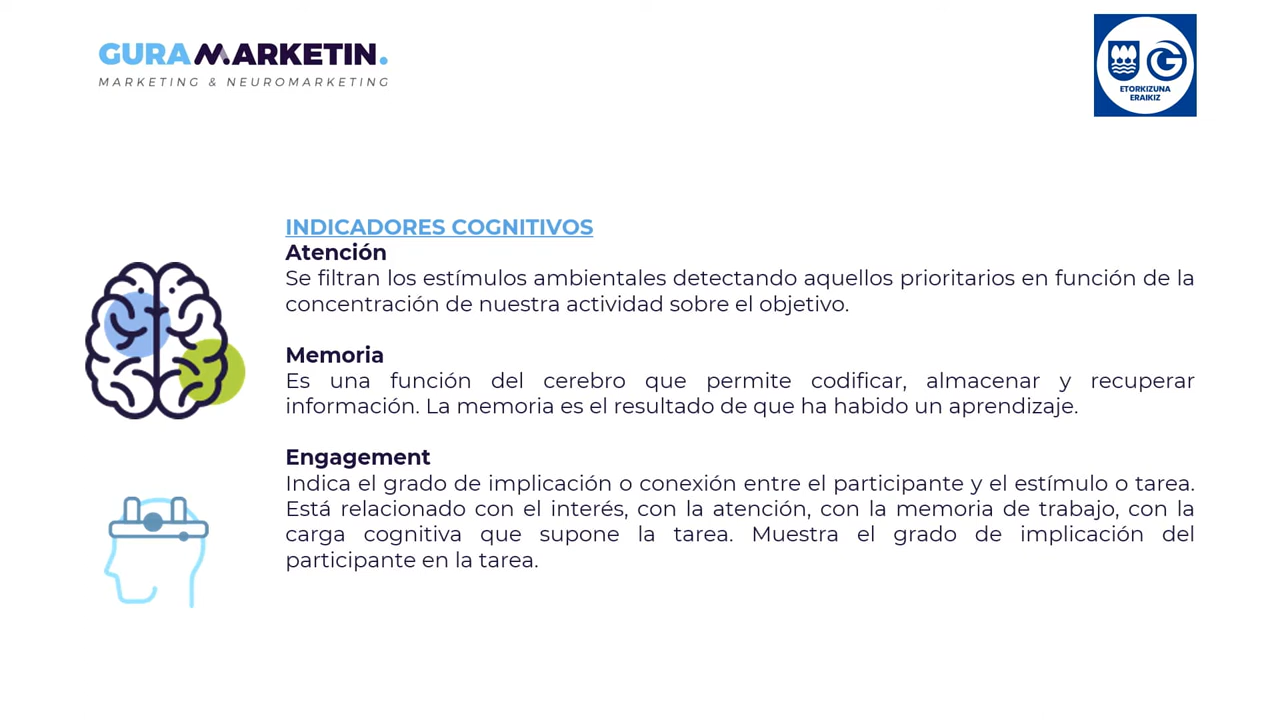 GURAMARKETIN.
MARKETING & NEUROMARKETING
ETORKIZUNA
ERAIKIZ
INDICADORES COGNITIVOS
Atención
Se filtran los estímulos ambientales detectando aquellos prioritarios en función de la
concentración de nuestra actividad sobre el objetivo.
Memoria
Es una función del cerebro que permite codificar, almacenar y recuperar
información. La memoria es el resultado de que ha habido un aprendizaje.
Engagement
Indica el grado de implicación o conexión entre el participante y el estímulo o tarea.
Está relacionado con el interés, con la atención, con la memoria de trabajo, con la
carga cognitiva que supone la tarea. Muestra el grado de implicación del
participante en la tarea.